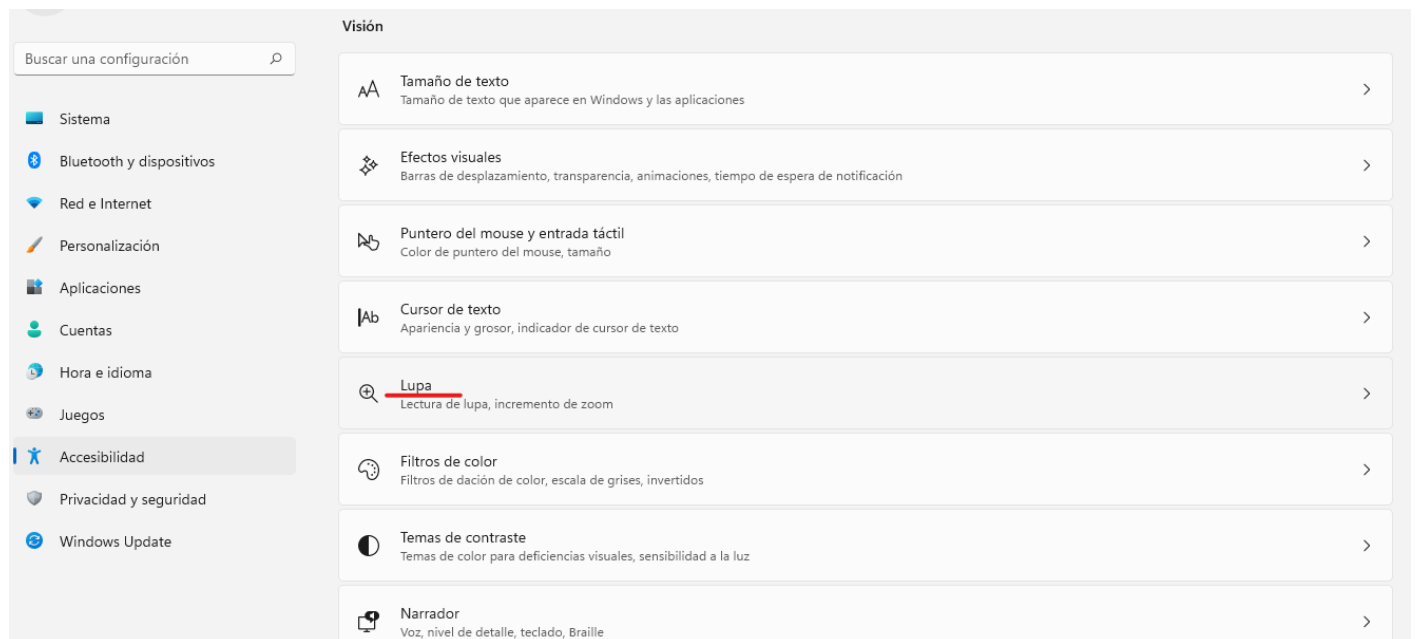 Visión
Buscar una configuración
Sistema
Bluetooth y dispositivos
Red e Internet
Personalización
Aplicaciones
Cuentas
Hora e idioma
Juegos
Accesibilidad
Privacidad y seguridad
Windows Update
Tamaño de texto
Tamaño de texto que aparece en Windows y las aplicaciones
Efectos visuales
Barras de desplazamiento, transparencia, animaciones, tiempo de espera de notificación
Puntero del mouse y entrada táctil
Color de puntero del mouse, tamaño
Ab
Cursor de texto
Apariencia y grosor, indicador de cursor de texto
Lupa
Lectura de lupa, incremento de zoom
Filtros de color
Filtros de dación de color, escala de grises, invertidos
Temas de contraste
Temas de color para deficiencias visuales, sensibilidad a la luz
Narrador
Voz, nivel de detalle, teclado, Braille